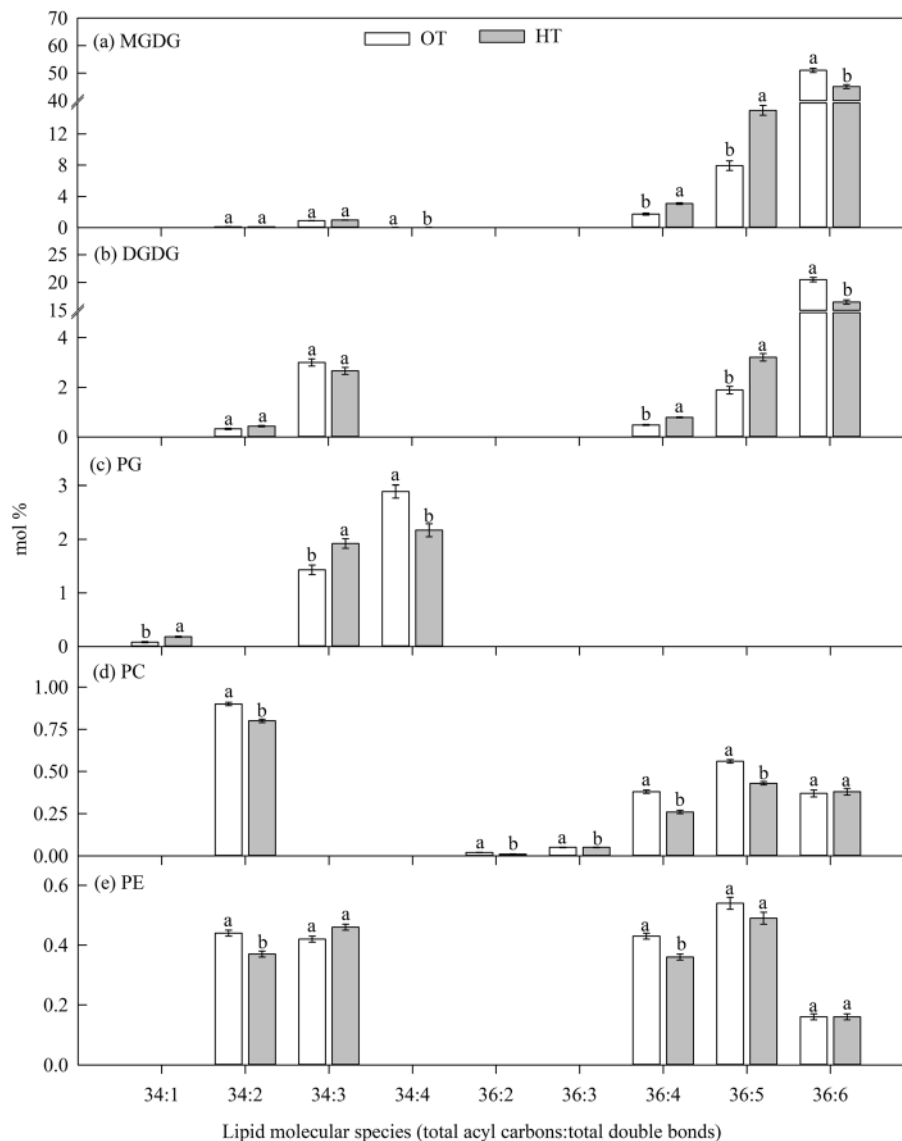 70
(a) MGDG
OT
HT
60
50
40
12
8
4
0
a
a
a
a
a
b
b
a
b
a
a
b
(b) DGDG
25
20
15
4
2
0
a
a
a
a
b
a
b
a
a
b
(c) PG
3
2
1
0
b
a
b
a
a
b
mol %
(d) PC
1.00
0.75
0.50
0.25
0.00
a
b
a
b
a
b
a
b
a
b
a
a
(e) PE
0.6
0.4
0.2
0.0
a
b
a
a
a
b
a
a
a
a
34:1 34:2 34:3 34:4 36:2 36:3 36:4 36:5 36:6
Lipid molecular species (total acyl carbons:total double bonds)